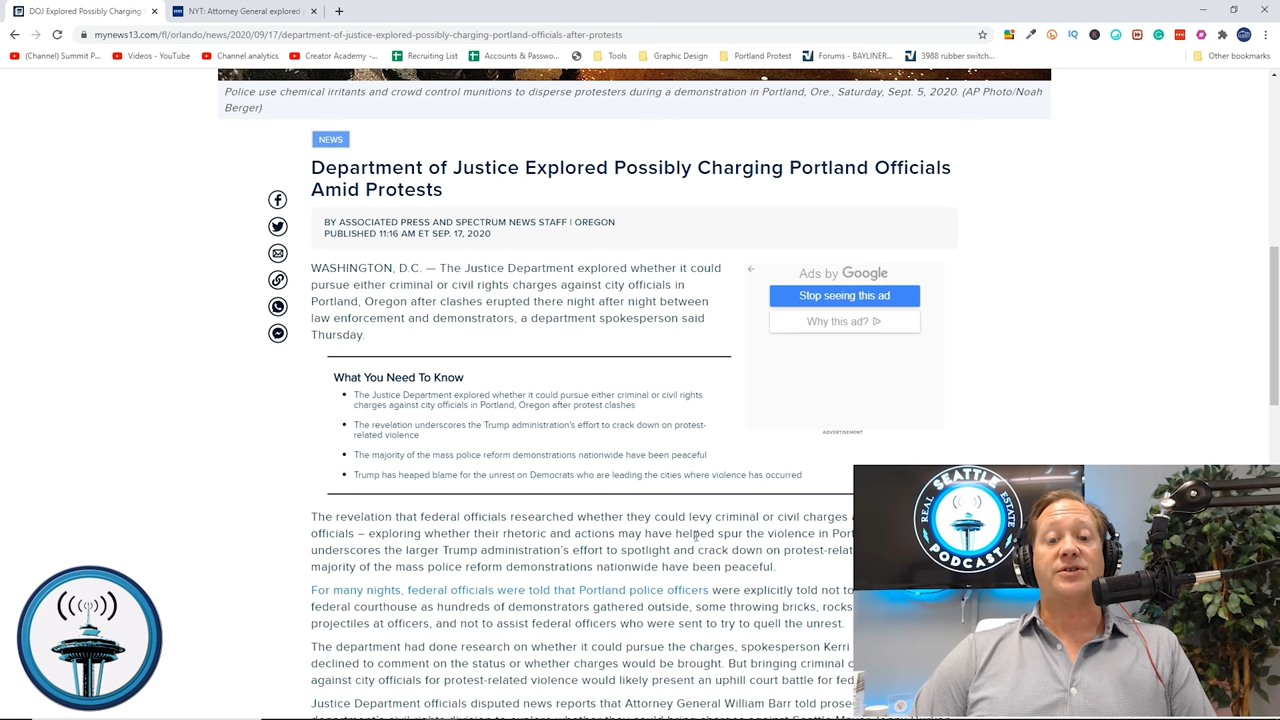 DOJ Explored Possibly Charging
NYT: Attorney General explored
mynews13.com/fl/orlando/news/2020/09/17/department-of-justice-explored-possibly-charging-portland-officials-after-protests
(Channel) Summit P...
Videos - YouTube
Channel analytics
Creator Academy -...
Recruiting List
Accounts & Passwo...
Tools
Graphic Design
Portland Protest
Forums - BAYLINER...
3988 rubber switch...
Other bookmarks
Police use chemical irritants and crowd control munitions to disperse protesters during a demonstration in Portland, Ore., Saturday, Sept. 5, 2020. (AP Photo/Noah
Berger)
NEWS
Department of Justice Explored Possibly Charging Portland Officials
Amid Protests
BY ASSOCIATED PRESS AND SPECTRUM NEWS STAFF | OREGON
PUBLISHED 11:16 AM ET SEP. 17, 2020
WASHINGTON, D.C. — The Justice Department explored whether it could
pursue either criminal or civil rights charges against city officials in
Portland, Oregon after clashes erupted there night after night between
law enforcement and demonstrators, a department spokesperson said
Thursday.
Ads by Google
Stop seeing this ad
Why this ad?
ADVERTISEMENT
What You Need To Know
The Justice Department explored whether it could pursue either criminal or civil rights
charges against city officials in Portland, Oregon after protest clashes
The revelation underscores the Trump administration's effort to crack down on protest-
related violence
The majority of the mass police reform demonstrations nationwide have been peaceful
Trump has heaped blame for the unrest on Democrats who are leading the cities where violence has occurred
The revelation that federal officials researched whether they could levy criminal or civil charges
officials – exploring whether their rhetoric and actions may have helped spur the violence in Por
underscores the larger Trump administration's effort to spotlight and crack down on protest-relat
majority of the mass police reform demonstrations nationwide have been peaceful.
For many nights, federal officials were told that Portland police officers were explicitly told not to
federal courthouse as hundreds of demonstrators gathered outside, some throwing bricks, rocks
projectiles at officers, and not to assist federal officers who were sent to try to quell the unrest.
The department had done research on whether it could pursue the charges, spokesperson Kerri
declined to comment on the status or whether charges would be brought. But bringing criminal
against city officials for protest-related violence would likely present an uphill court battle for fed
Justice Department officials disputed news reports that Attorney General William Barr told prose
SEATTLE
REAL ESTATE
PODCAST